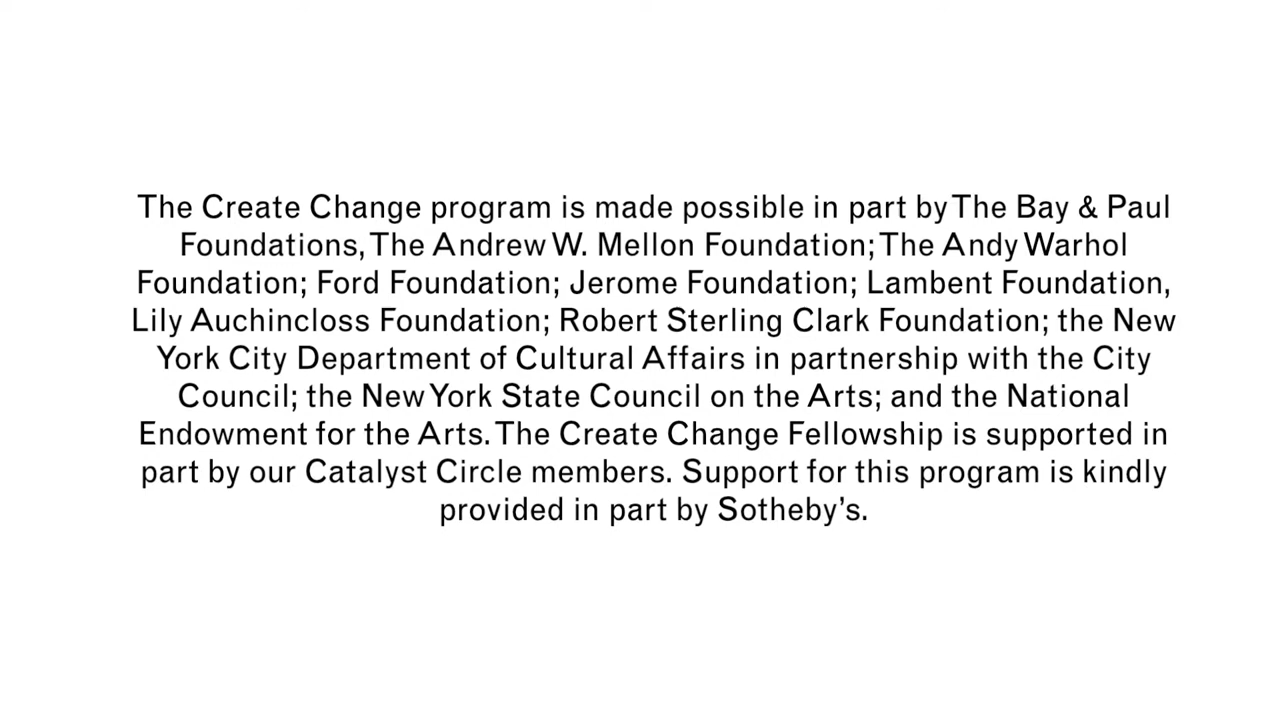 The Create Change program is made possible in part by The Bay & Paul
Foundations, The Andrew W. Mellon Foundation; The Andy Warhol
Foundation; Ford Foundation; Jerome Foundation; Lambent Foundation,
Lily Auchincloss Foundation; Robert Sterling Clark Foundation; the New
York City Department of Cultural Affairs in partnership with the City
Council; the New York State Council on the Arts; and the National
Endowment for the Arts. The Create Change Fellowship is supported in
part by our Catalyst Circle members. Support for this program is kindly
provided in part by Sotheby’s.